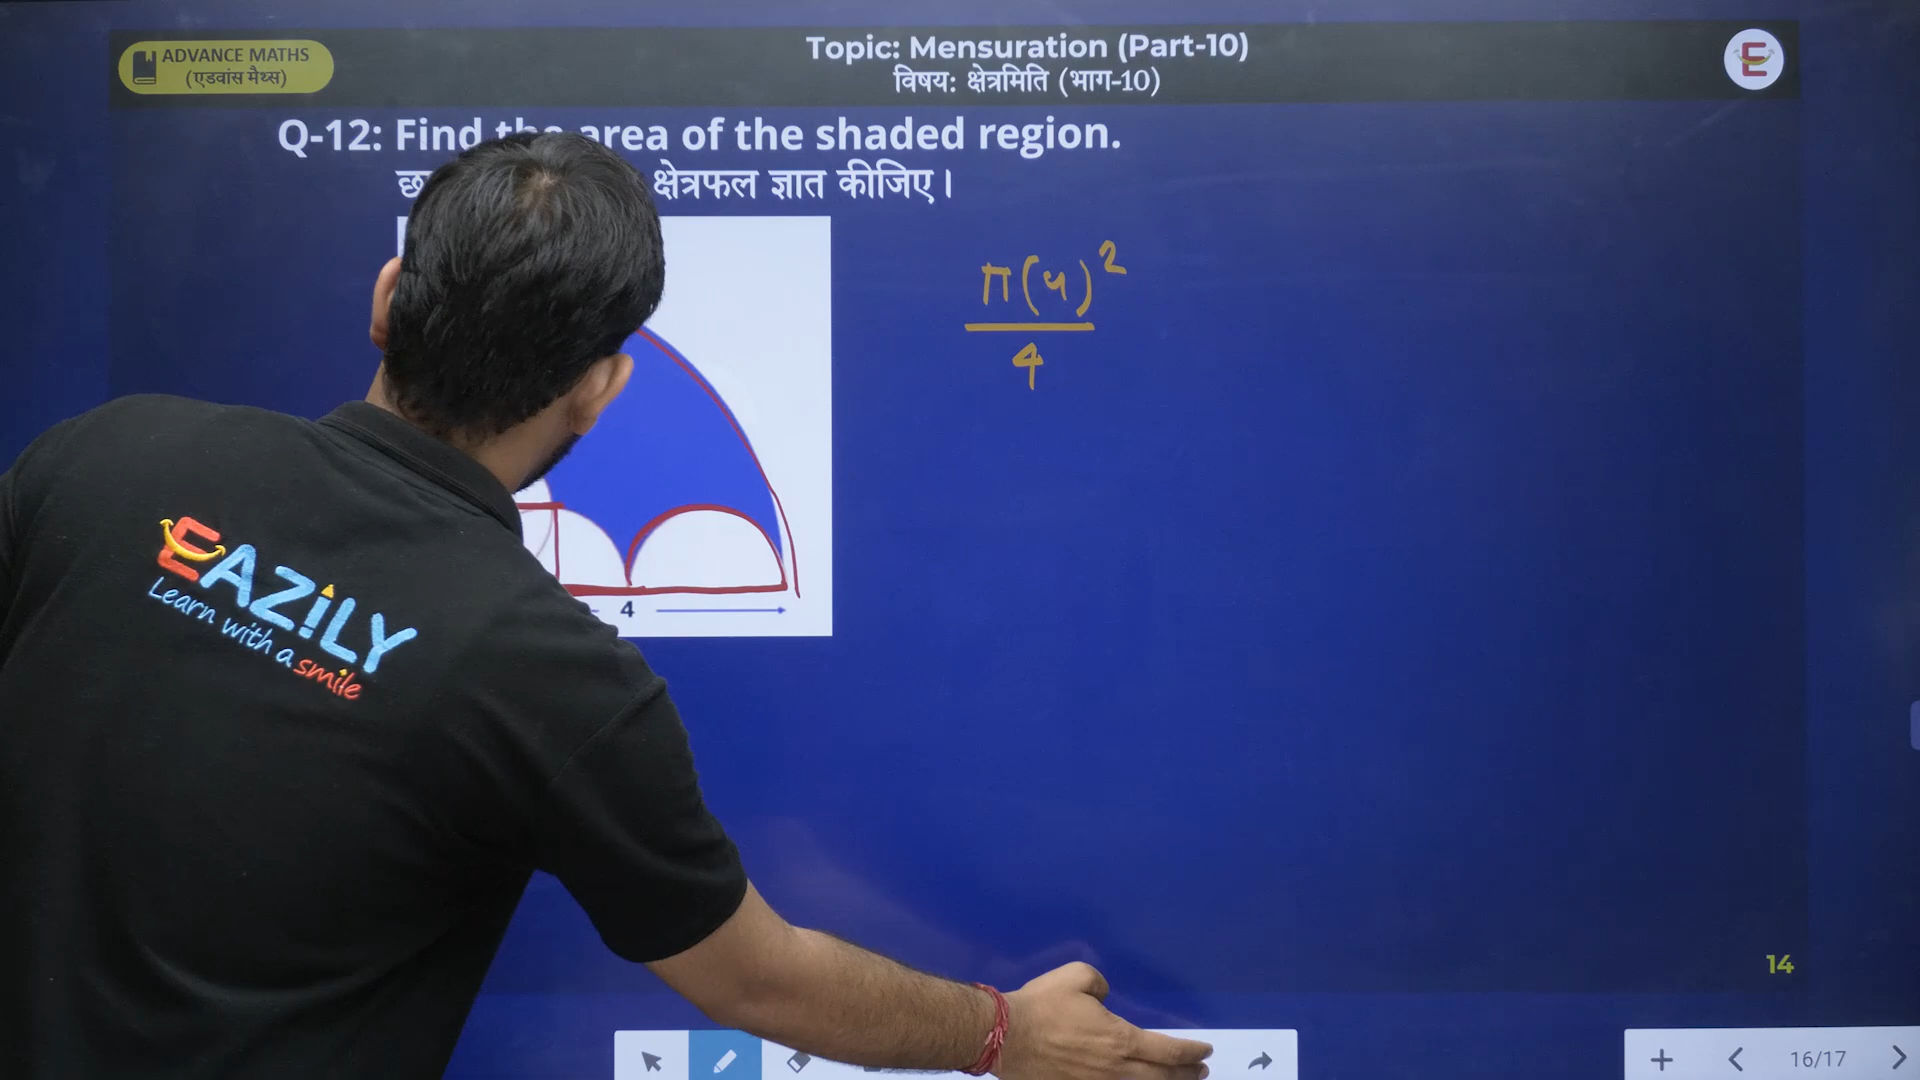 ADVANCE MATHS
(एडवांस मैथ्स)
Topic: Mensuration (Part-10)
विषय: क्षेत्रमिति (भाग-10)
E
Q-12: Find the area of the shaded region.
क्षेत्रफल ज्ञात कीजिए।
π(4)²
4
4
EAZILY
Learn with a smile
14
16/17